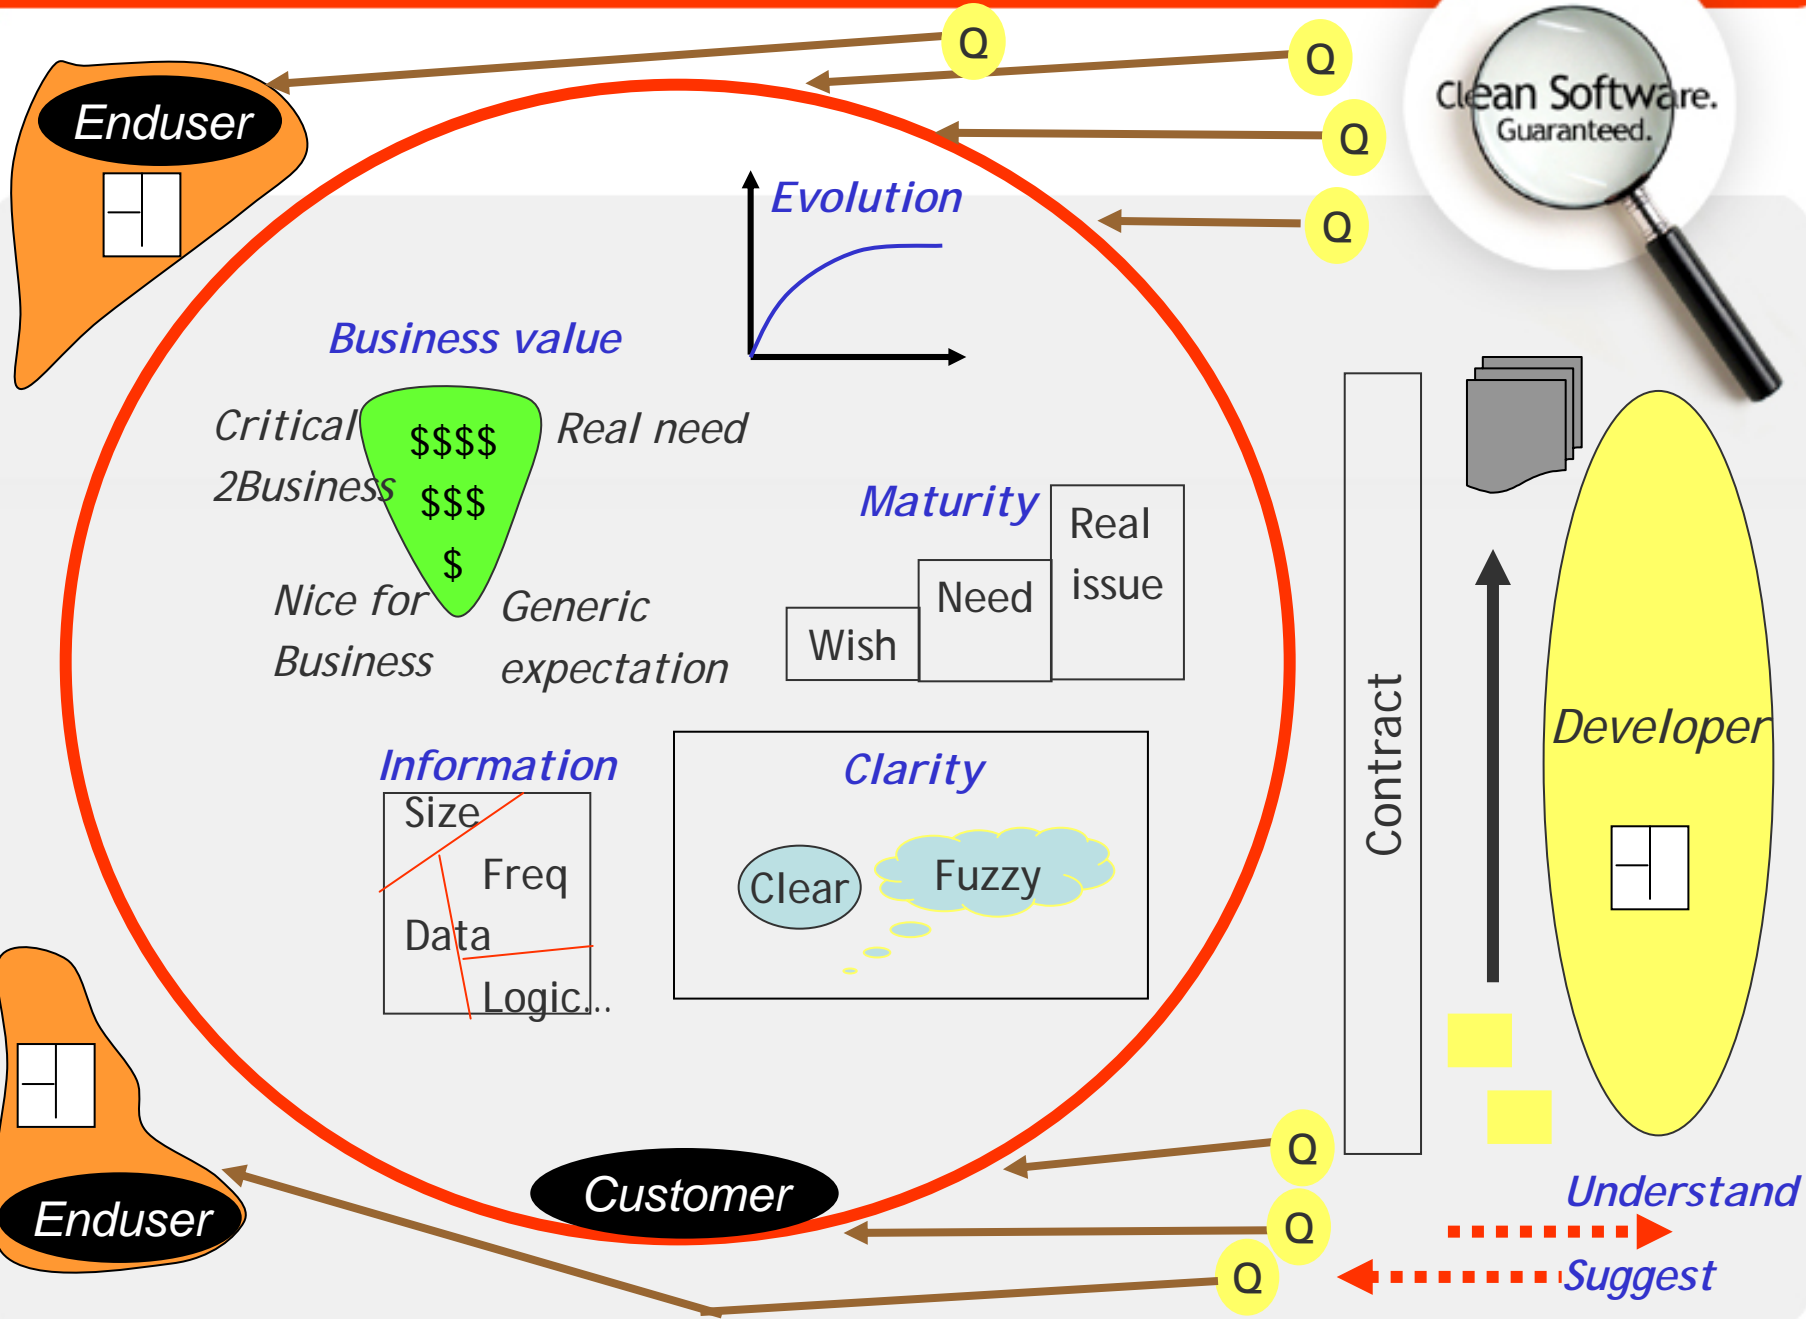 Q
Q
Clean Software.
Guaranteed.
Enduser
Q
Evolution
Q
Business value
Critical
2Business
$$$$
$$$
$
Real need
Nice for
Business
Generic
expectation
Maturity
Wish
Need
Real
issue
Contract
Developer
Information
Size
Freq
Data
Logic...
Clarity
Clear
Fuzzy
Q
Customer
Enduser
Q
Q
Understand
Suggest